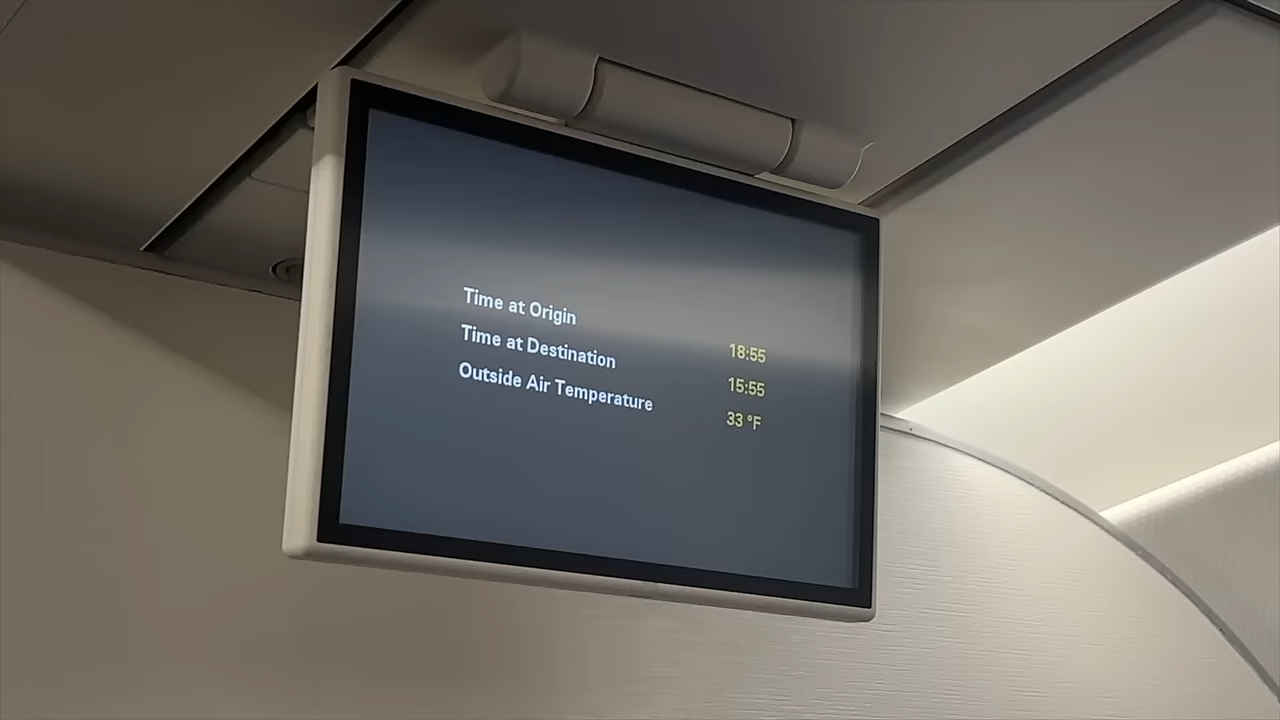 Time at Origin 18:55
Time at Destination 15:55
Outside Air Temperature 33 °F